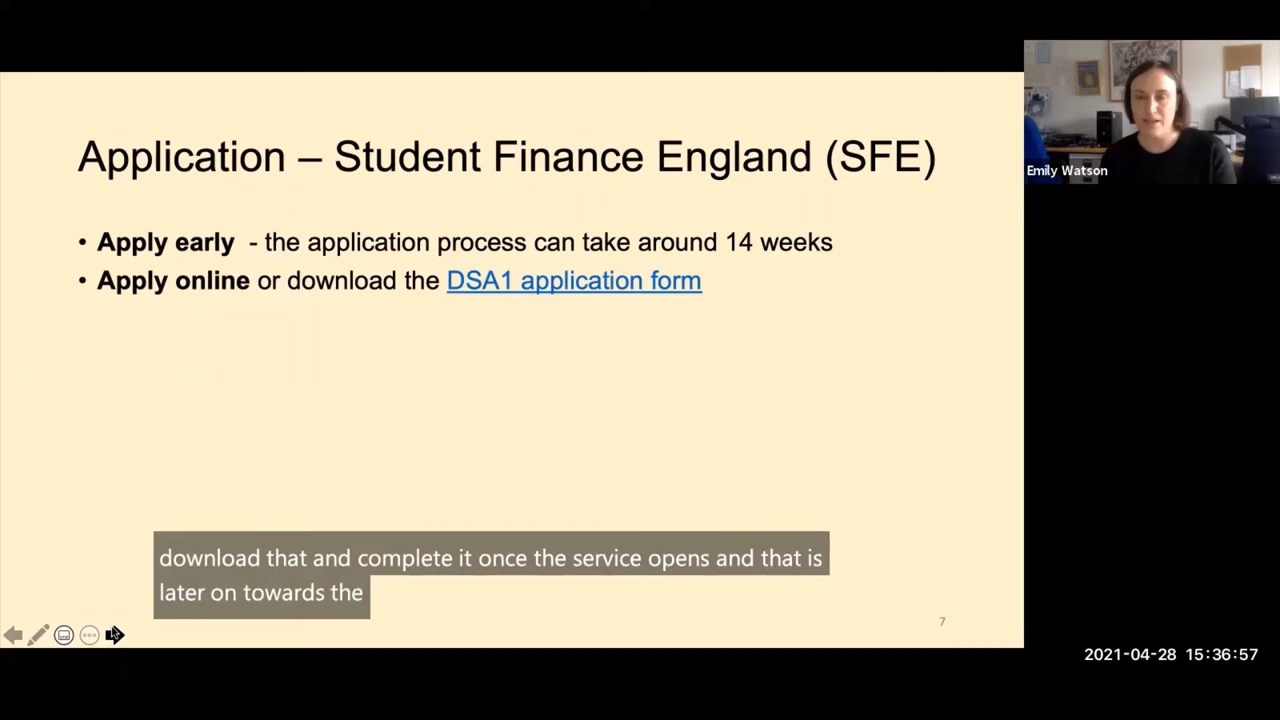 Application – Student Finance England (SFE)
• Apply early - the application process can take around 14 weeks
• Apply online or download the DSA1 application form
download that and complete it once the service opens and that is
later on towards the
7
Emily Watson
2021-04-28 15:36:57